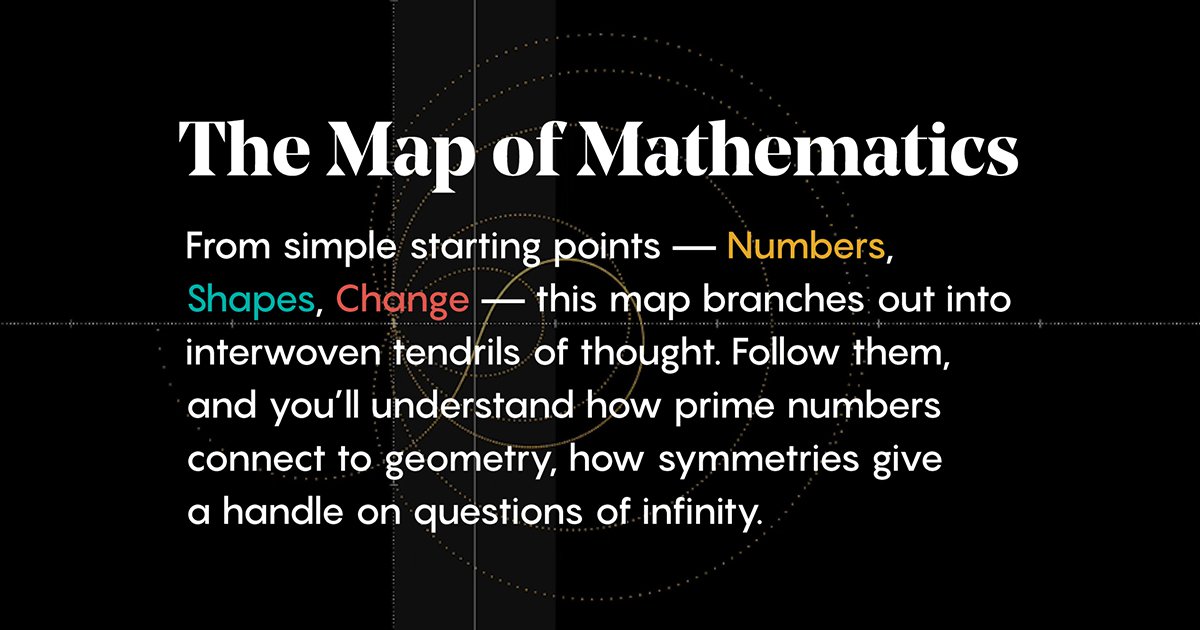 The Map of Mathematics
From simple starting points — Numbers,
Shapes, Change — this map branches out into
interwoven tendrils of thought. Follow them,
and you’ll understand how prime numbers
connect to geometry, how symmetries give
a handle on questions of infinity.